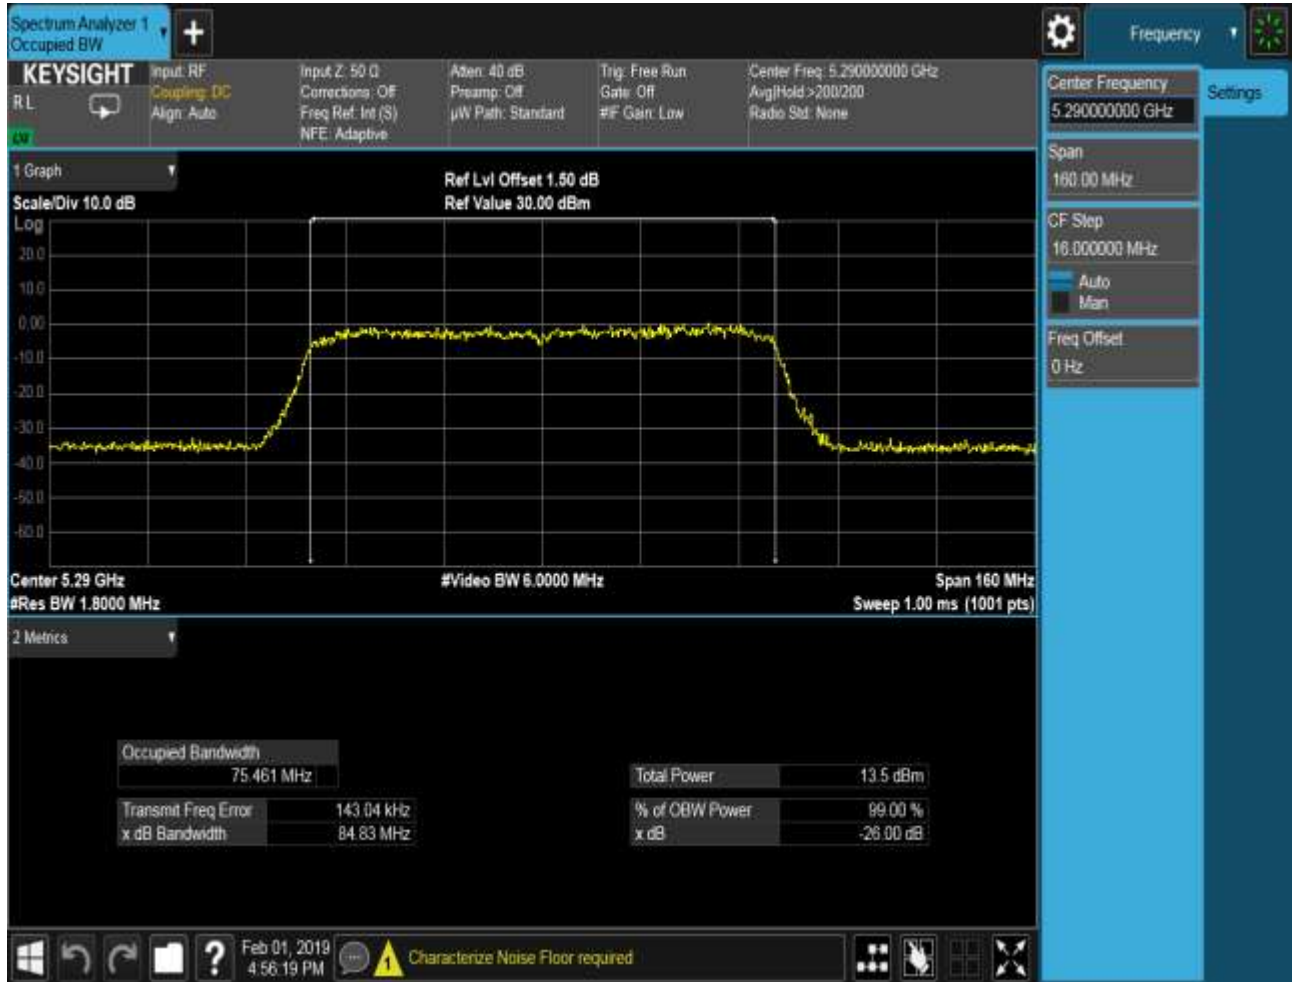 Spectrum Analyzer 1
Occupied BW
Frequency
KEYSIGHT
R L
Input: RF
Coupling: DC
Align: Auto
Input Z: 50 Ω
Corrections: Off
Freq Ref: Int (S)
NFE: Adaptive
Atten: 40 dB
Preamp: Off
µW Path: Standard
Trig: Free Run
Gate: Off
#IF Gain: Low
Center Freq: 5.290000000 GHz
Avg|Hold:>200/200
Radio Std: None
Center Frequency
5.290000000 GHz
Settings
Span
160.00 MHz
CF Step
16.000000 MHz
Auto
Man
Freq Offset
0 Hz
1 Graph
Scale/Div 10.0 dB
Ref Lvl Offset 1.50 dB
Ref Value 30.00 dBm
Log
20.0
10.0
0.00
-10.0
-20.0
-30.0
-40.0
-50.0
-60.0
Center 5.29 GHz
#Video BW 6.0000 MHz
Span 160 MHz
#Res BW 1.8000 MHz
Sweep 1.00 ms (1001 pts)
2 Metrics
Occupied Bandwidth
75.461 MHz
Total Power 13.5 dBm
Transmit Freq Error 143.04 kHz
% of OBW Power 99.00 %
x dB Bandwidth 84.83 MHz
x dB -26.00 dB
Feb 01, 2019
4:56:19 PM
1
Characterize Noise Floor required